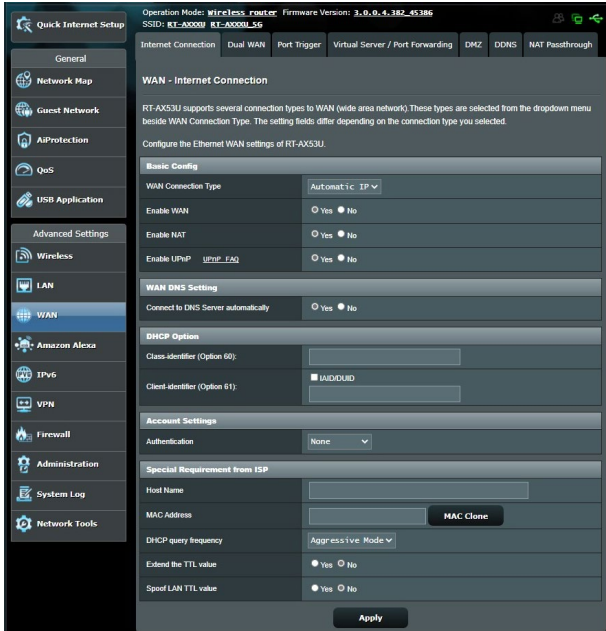 Quick Internet Setup
General
Network Map
Guest Network
AiProtection
QoS
USB Application
Advanced Settings
Wireless
LAN
WAN
Amazon Alexa
IPv6
VPN
Firewall
Administration
System Log
Network Tools
Operation Mode: Wireless router Firmware Version: 3.0.0.4.382_45386
SSID: RT-AXXXU RT-AXXXU_5G
Internet Connection Dual WAN Port Trigger Virtual Server / Port Forwarding DMZ DDNS NAT Passthrough
WAN - Internet Connection
RT-AX53U supports several connection types to WAN (wide area network).These types are selected from the dropdown menu
beside WAN Connection Type. The setting fields differ depending on the connection type you selected.
Configure the Ethernet WAN settings of RT-AX53U.
Basic Config
WAN Connection Type Automatic IP
Enable WAN Yes No
Enable NAT Yes No
Enable UPnP UPnP FAQ Yes No
WAN DNS Setting
Connect to DNS Server automatically Yes No
DHCP Option
Class-identifier (Option 60):
Client-identifier (Option 61): IAID/DUID
Account Settings
Authentication None
Special Requirement from ISP
Host Name
MAC Address MAC Clone
DHCP query frequency Aggressive Mode
Extend the TTL value Yes No
Spoof LAN TTL value Yes No
Apply